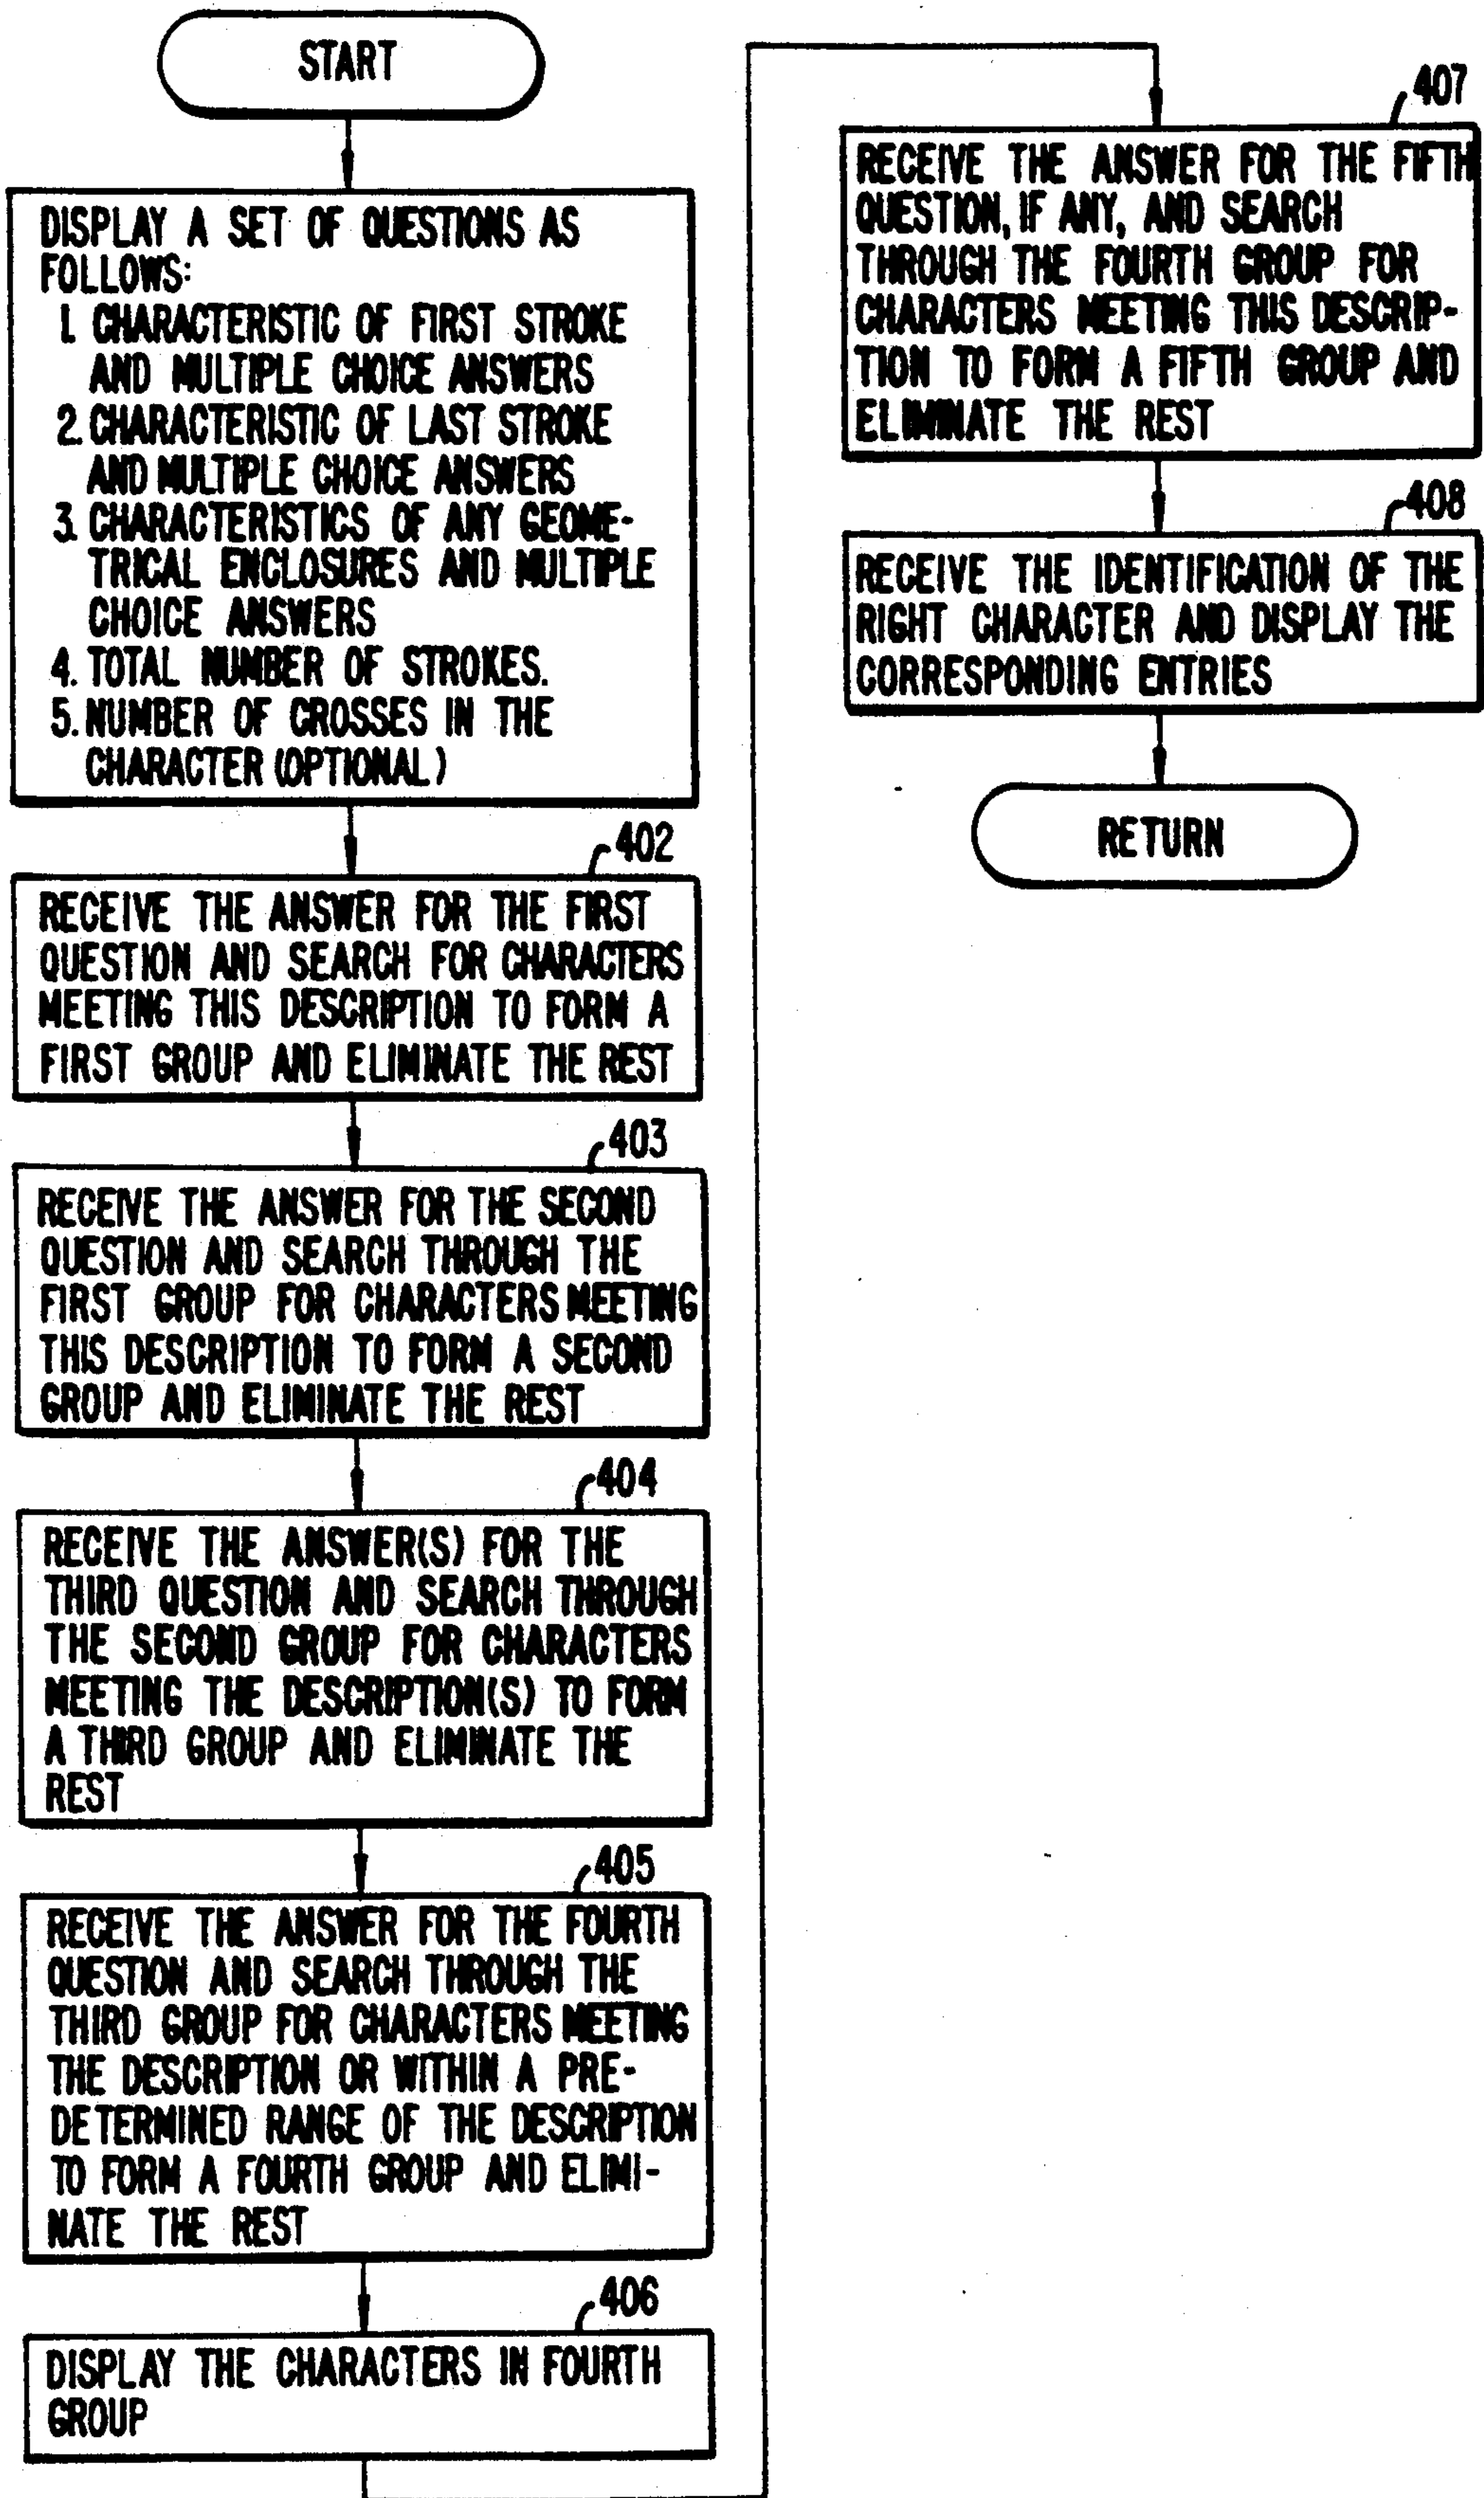 START
DISPLAY A SET OF QUESTIONS AS
FOLLOWS:
1. CHARACTERISTIC OF FIRST STROKE
AND MULTIPLE CHOICE ANSWERS
2. CHARACTERISTIC OF LAST STROKE
AND MULTIPLE CHOICE ANSWERS
3. CHARACTERISTICS OF ANY GEOME-
TRICAL ENCLOSURES AND MULTIPLE
CHOICE ANSWERS
4. TOTAL NUMBER OF STROKES.
5. NUMBER OF CROSSES IN THE
CHARACTER (OPTIONAL)
402
RECEIVE THE ANSWER FOR THE FIRST
QUESTION AND SEARCH FOR CHARACTERS
MEETING THIS DESCRIPTION TO FORM A
FIRST GROUP AND ELIMINATE THE REST
403
RECEIVE THE ANSWER FOR THE SECOND
QUESTION AND SEARCH THROUGH THE
FIRST GROUP FOR CHARACTERS MEETING
THIS DESCRIPTION TO FORM A SECOND
GROUP AND ELIMINATE THE REST
404
RECEIVE THE ANSWER(S) FOR THE
THIRD QUESTION AND SEARCH THROUGH
THE SECOND GROUP FOR CHARACTERS
MEETING THE DESCRIPTION(S) TO FORM
A THIRD GROUP AND ELIMINATE THE
REST
405
RECEIVE THE ANSWER FOR THE FOURTH
QUESTION AND SEARCH THROUGH THE
THIRD GROUP FOR CHARACTERS MEETING
THE DESCRIPTION OR WITHIN A PRE-
DETERMINED RANGE OF THE DESCRIPTION
TO FORM A FOURTH GROUP AND ELIMI-
NATE THE REST
406
DISPLAY THE CHARACTERS IN FOURTH
GROUP
407
RECEIVE THE ANSWER FOR THE FIFTH
QUESTION, IF ANY, AND SEARCH
THROUGH THE FOURTH GROUP FOR
CHARACTERS MEETING THIS DESCRIP-
TION TO FORM A FIFTH GROUP AND
ELIMINATE THE REST
408
RECEIVE THE IDENTIFICATION OF THE
RIGHT CHARACTER AND DISPLAY THE
CORRESPONDING ENTRIES
RETURN